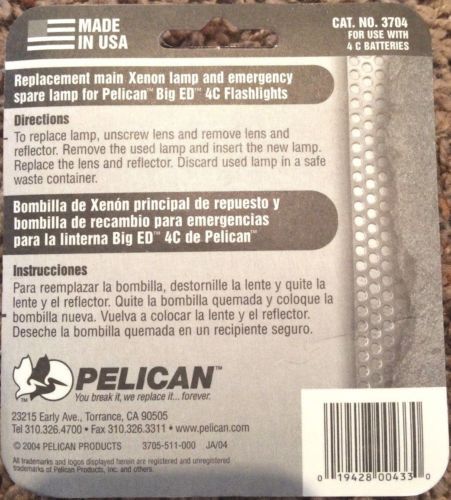 MADE
IN USA
CAT. NO. 3704
FOR USE WITH
4 C BATTERIES
Replacement main Xenon lamp and emergency
spare lamp for Pelican™ Big ED™ 4C Flashlights
Directions
To replace lamp, unscrew lens and remove lens and
reflector. Remove the used lamp and insert the new lamp.
Replace the lens and reflector. Discard used lamp in a safe
waste container.
Bombilla de Xenón principal de repuesto y
bombilla de recambio para emergencias
para la linterna Big ED™ 4C de Pelican™
Instrucciones
Para reemplazar la bombilla, destornille la lente y quite la
lente y el reflector. Quite la bombilla quemada y coloque la
bombilla nueva. Vuelva a colocar la lente y el reflector.
Deseche la bombilla quemada en un recipiente seguro.
PELICAN™
You break it, we replace it... forever.
23215 Early Ave., Torrance, CA 90505
Tel 310.326.4700 • Fax 310.326.3311 • www.pelican.com
© 2004 PELICAN PRODUCTS 3705-511-000 JA/04
All trademarks and logos displayed herein are registered and unregistered
trademarks of Pelican Products, Inc. and others.
0 19428 00433 0